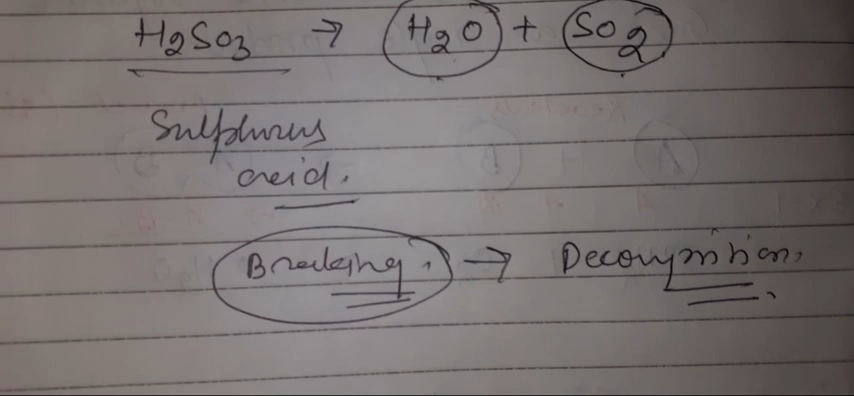 H2SO3 → H2O + SO2
Sulphurus
acid.
Breaking. → Decomposition.